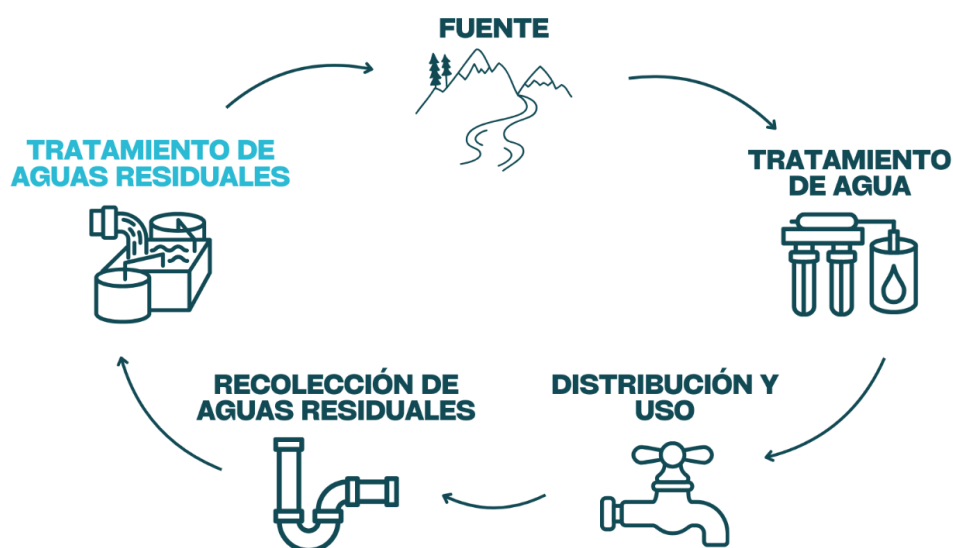 FUENTE
TRATAMIENTO
DE AGUA
DISTRIBUCIÓN Y
USO
RECOLECCIÓN DE
AGUAS RESIDUALES
TRATAMIENTO DE
AGUAS RESIDUALES